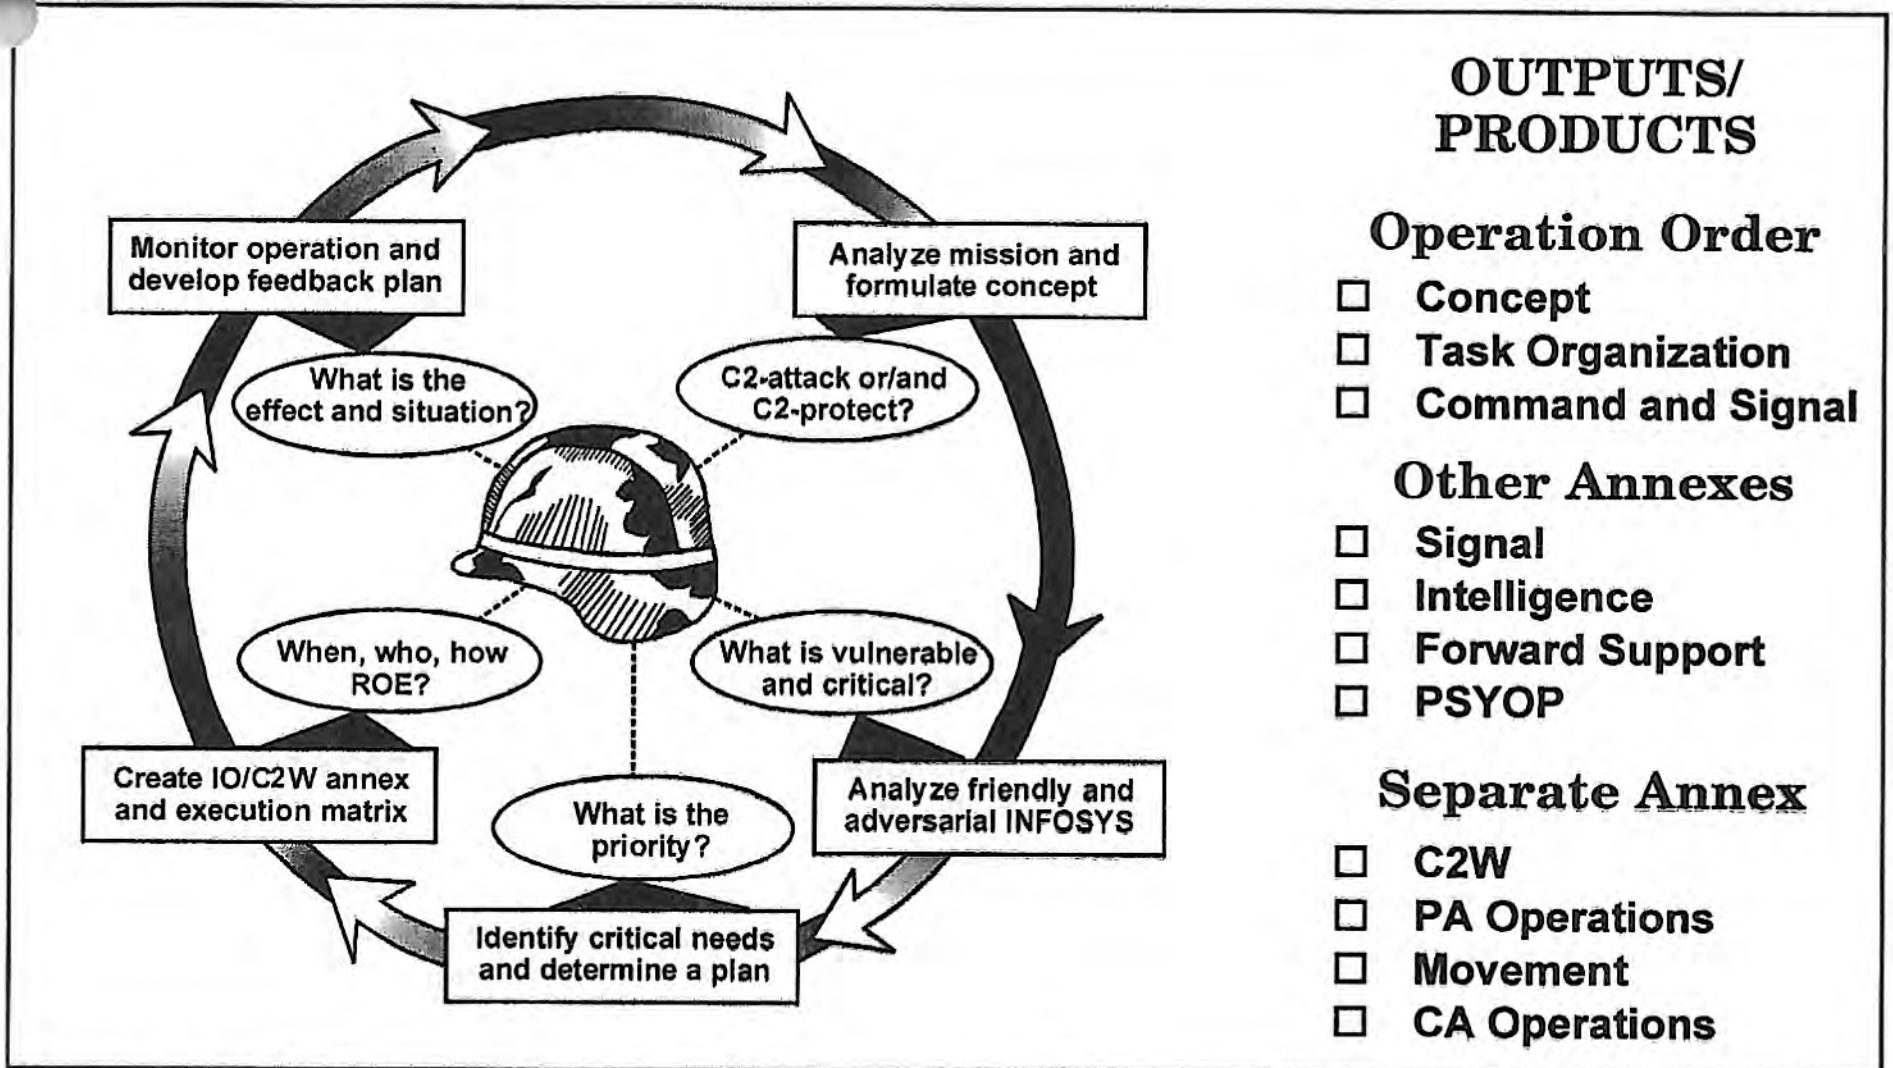 Monitor operation and
develop feedback plan
Analyze mission and
formulate concept
What is the
effect and situation?
C2-attack or/and
C2-protect?
When, who, how
ROE?
What is vulnerable
and critical?
Create IO/C2W annex
and execution matrix
What is the
priority?
Analyze friendly and
adversarial INFOSYS
Identify critical needs
and determine a plan
OUTPUTS/
PRODUCTS
Operation Order
☐ Concept
☐ Task Organization
☐ Command and Signal
Other Annexes
☐ Signal
☐ Intelligence
☐ Forward Support
☐ PSYOP
Separate Annex
☐ C2W
☐ PA Operations
☐ Movement
☐ CA Operations